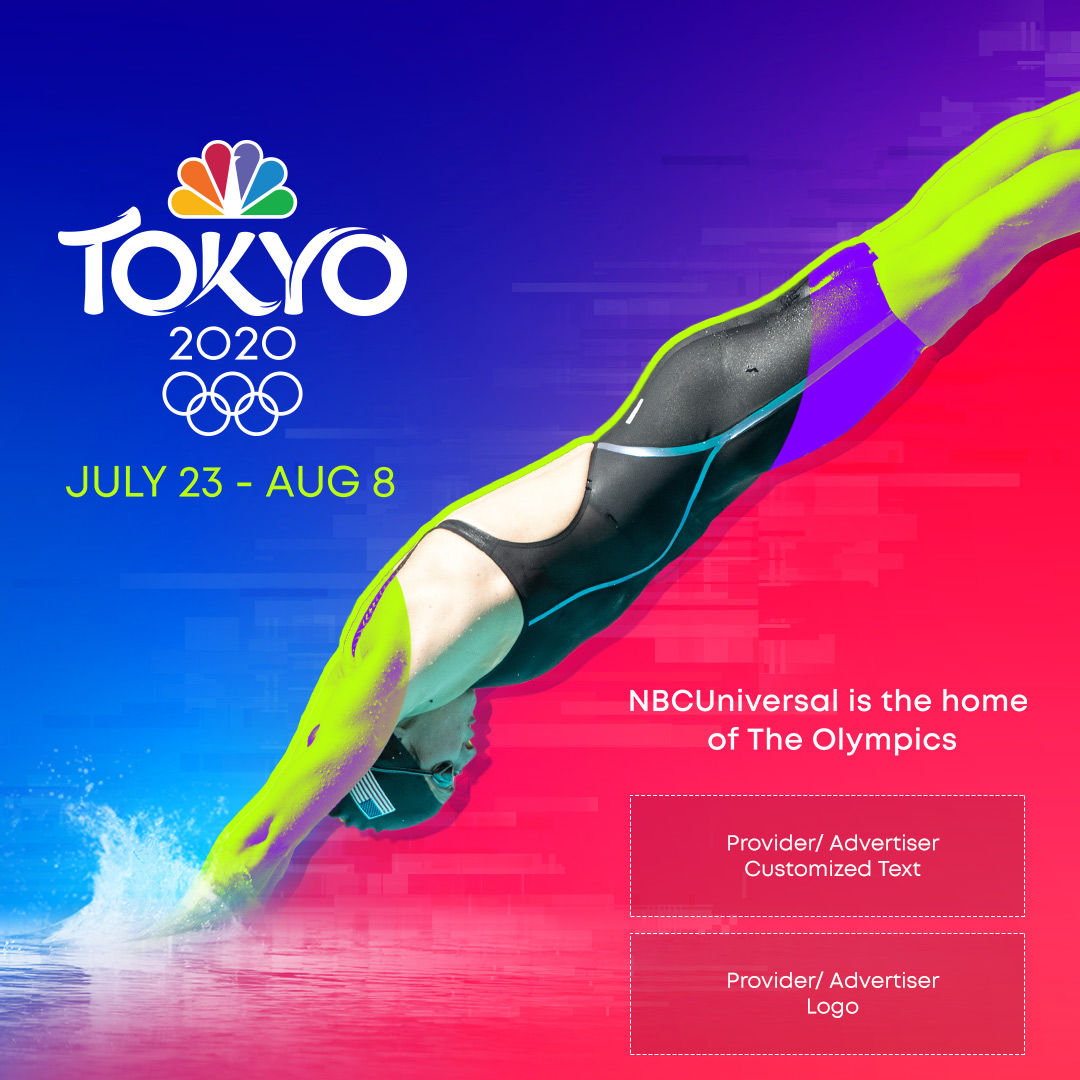 TOKYO
2020
JULY 23 - AUG 8
NBCUniversal is the home
of The Olympics
Provider/ Advertiser
Customized Text
Provider/ Advertiser
Logo